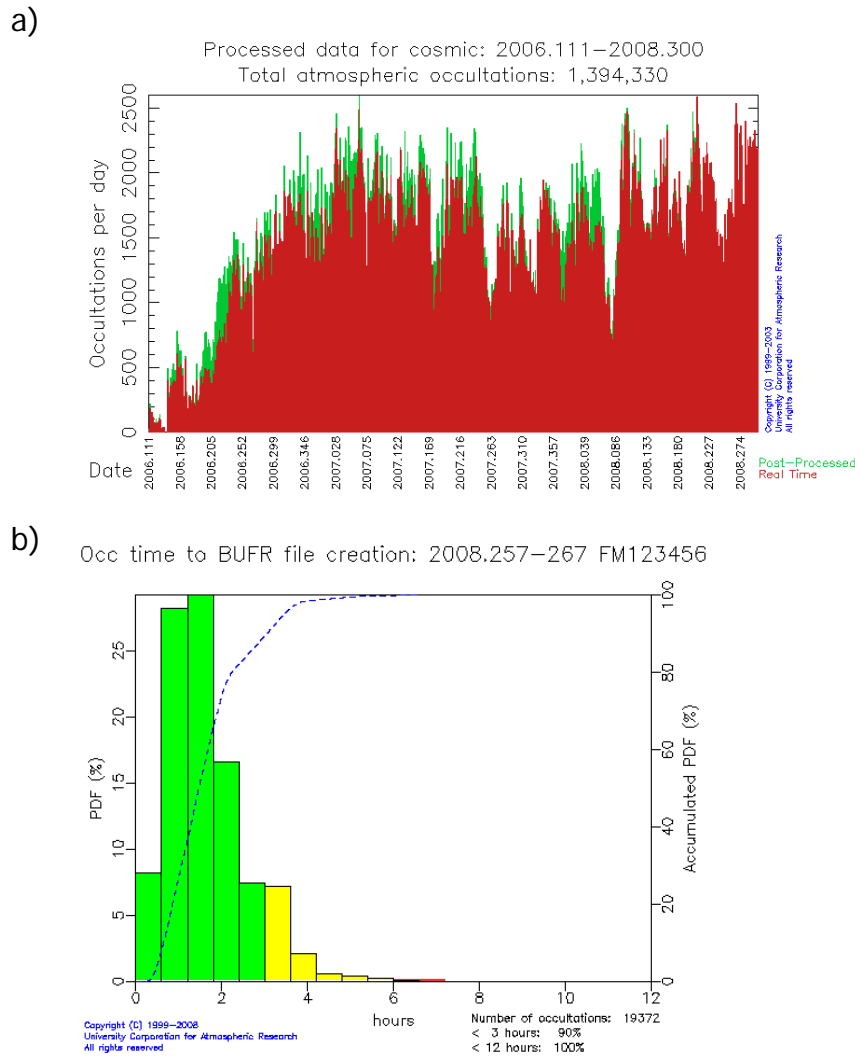 a)
Processed data for cosmic: 2006.111-2008.300
Total atmospheric occultations: 1,394,330
Occultations per day
2500
2000
1500
1000
500
0
Date
2006.111
2006.158
2006.205
2006.252
2006.299
2006.346
2007.028
2007.075
2007.122
2007.169
2007.216
2007.263
2007.310
2007.357
2008.039
2008.086
2008.133
2008.180
2008.227
2008.274
Copyright (C) 1989-2003
University Corporation for Atmospheric Research
All rights reserved
Post-Processed
Real Time
b)
Occ time to BUFR file creation: 2008.257-267 FM123456
PDF (%)
25
20
15
10
5
0
Accumulated PDF (%)
100
80
60
40
20
0
0 2 4 6 8 10 12
hours
Copyright (C) 1999-2008
University Corporation for Atmospheric Research
All rights reserved
Number of occultations: 19372
< 3 hours: 90%
< 12 hours: 100%